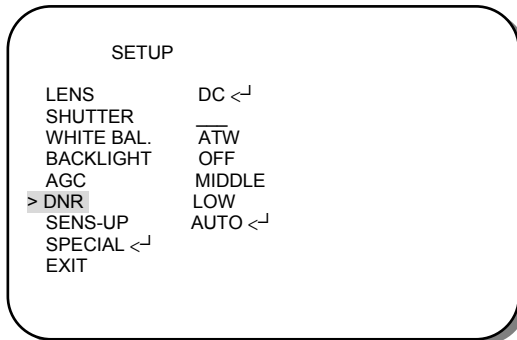 SETUP
LENS DC ↵
SHUTTER ___
WHITE BAL. ATW
BACKLIGHT OFF
AGC MIDDLE
> DNR LOW
SENS-UP AUTO ↵
SPECIAL ↵
EXIT